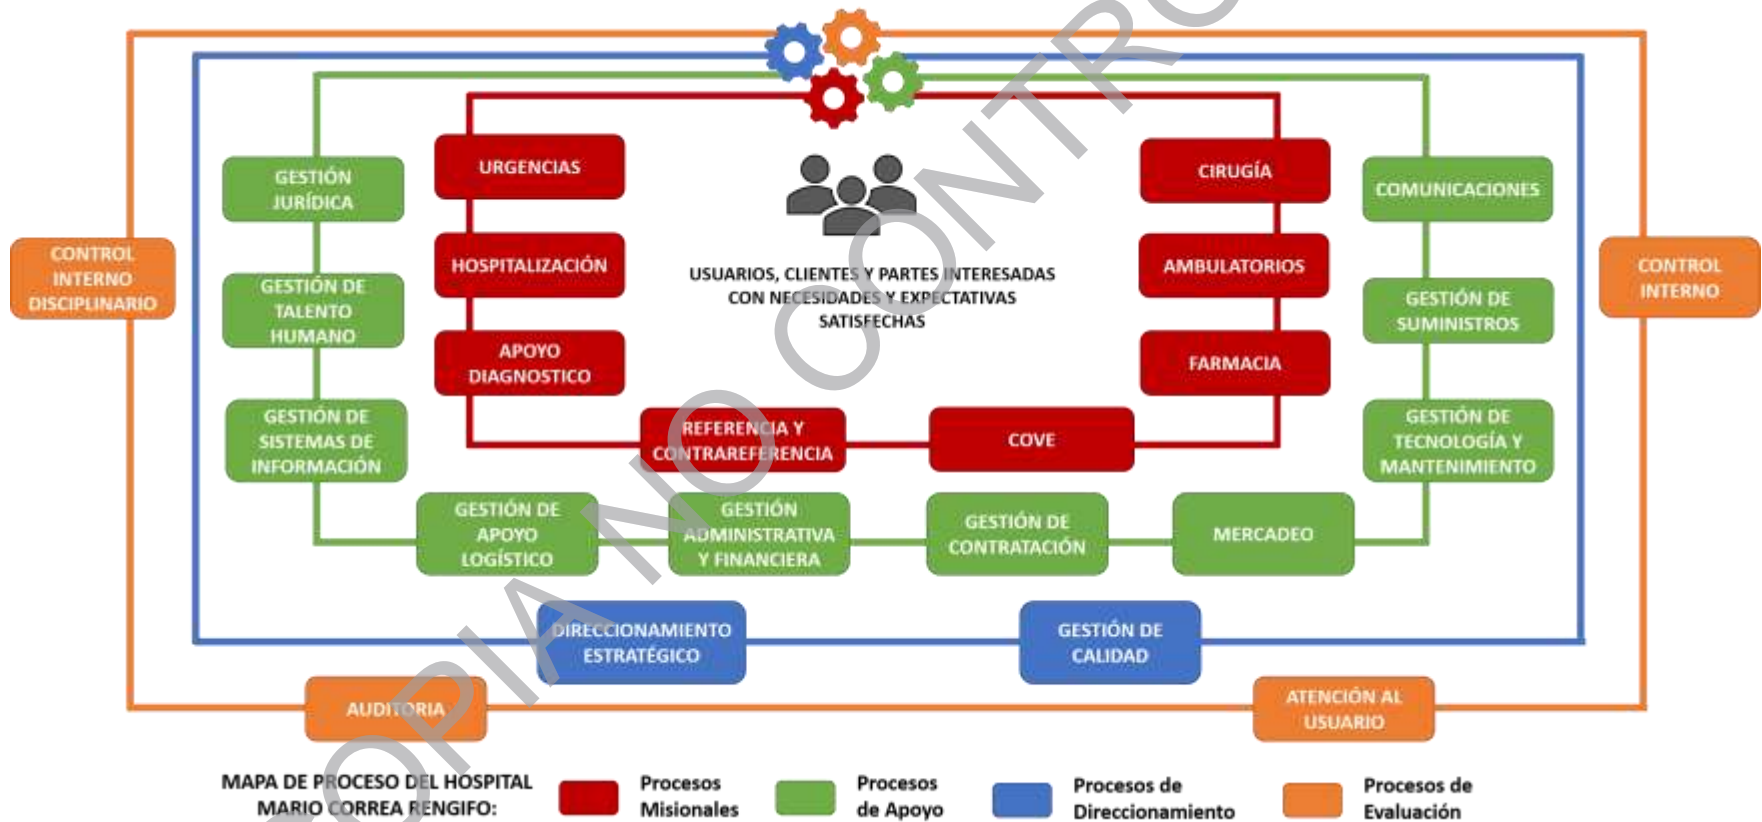 URGENCIAS
CIRUGÍA
GESTIÓN
JURÍDICA
COMUNICACIONES
CONTROL
INTERNO
DISCIPLINARIO
HOSPITALIZACIÓN
USUARIOS, CLIENTES Y PARTES INTERESADAS
CON NECESIDADES Y EXPECTATIVAS
SATISFECHAS
AMBULATORIOS
CONTROL
INTERNO
GESTIÓN DE
TALENTO
HUMANO
GESTIÓN DE
SUMINISTROS
APOYO
DIAGNOSTICO
FARMACIA
GESTIÓN DE
SISTEMAS DE
INFORMACIÓN
REFERENCIA Y
CONTRAREFERENCIA
COVE
GESTIÓN DE
TECNOLOGÍA Y
MANTENIMIENTO
GESTIÓN DE
APOYO
LOGÍSTICO
GESTIÓN
ADMINISTRATIVA
Y FINANCIERA
GESTIÓN DE
CONTRATACIÓN
MERCADEO
DIRECCIONAMIENTO
ESTRATÉGICO
GESTIÓN DE
CALIDAD
AUDITORIA
ATENCIÓN AL
USUARIO
MAPA DE PROCESO DEL HOSPITAL
MARIO CORREA RENGIFO:
Procesos
Misionales
Procesos
de Apoyo
Procesos de
Direccionamiento
Procesos de
Evaluación
OPIA NO CONTRO